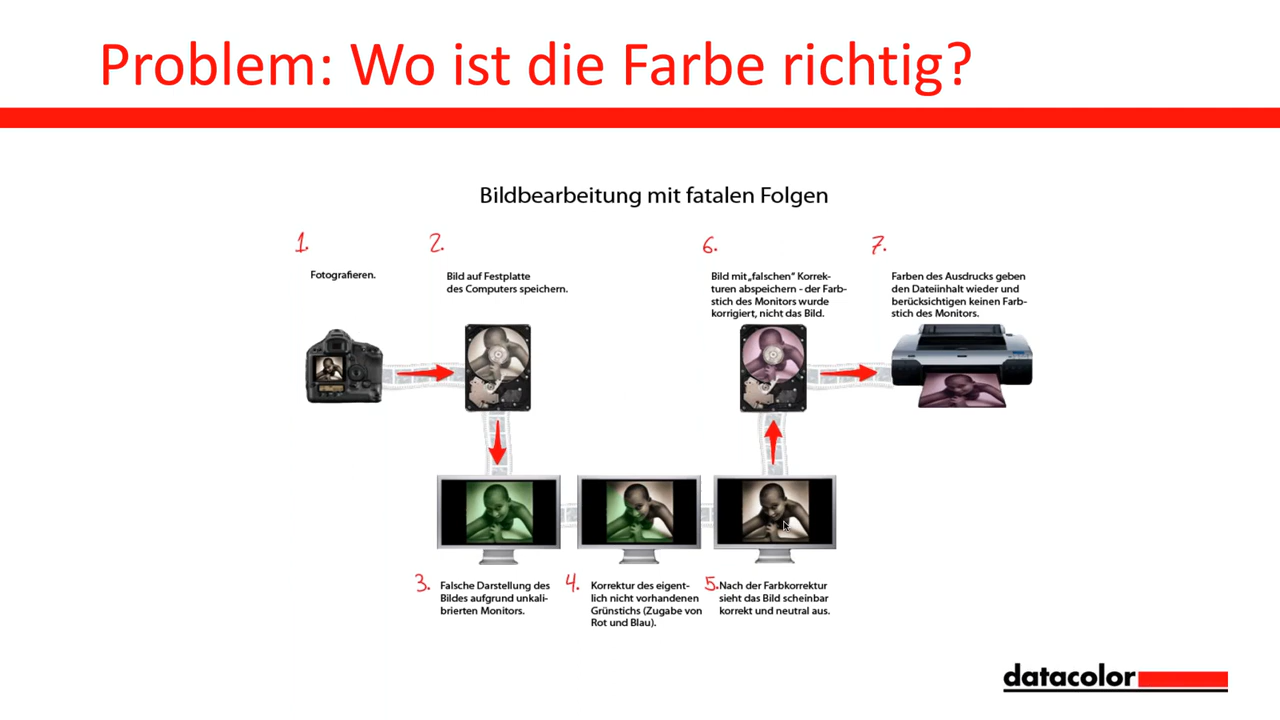 Problem: Wo ist die Farbe richtig?
Bildbearbeitung mit fatalen Folgen
1.
Fotografieren.
2.
Bild auf Festplatte
des Computers speichern.
3.
Falsche Darstellung des
Bildes aufgrund unkali-
brierten Monitors.
4.
Korrektur des eigent-
lich nicht vorhandenen
Grünstichs (Zugabe von
Rot und Blau).
5.
Nach der Farbkorrektur
sieht das Bild scheinbar
korrekt und neutral aus.
6.
Bild mit „falschen“ Korrek-
turen abspeichern - der Farb-
stich des Monitors wurde
korrigiert, nicht das Bild.
7.
Farben des Ausdrucks geben
den Dateiinhalt wieder und
berücksichtigen keinen Farb-
stich des Monitors.
datacolor